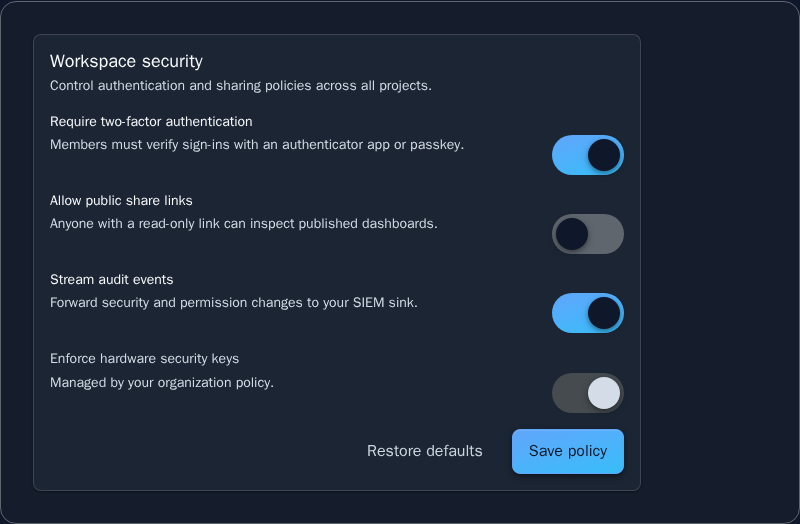 Workspace security
Control authentication and sharing policies across all projects.
Require two-factor authentication
Members must verify sign-ins with an authenticator app or passkey.
Allow public share links
Anyone with a read-only link can inspect published dashboards.
Stream audit events
Forward security and permission changes to your SIEM sink.
Enforce hardware security keys
Managed by your organization policy.
Restore defaults
Save policy